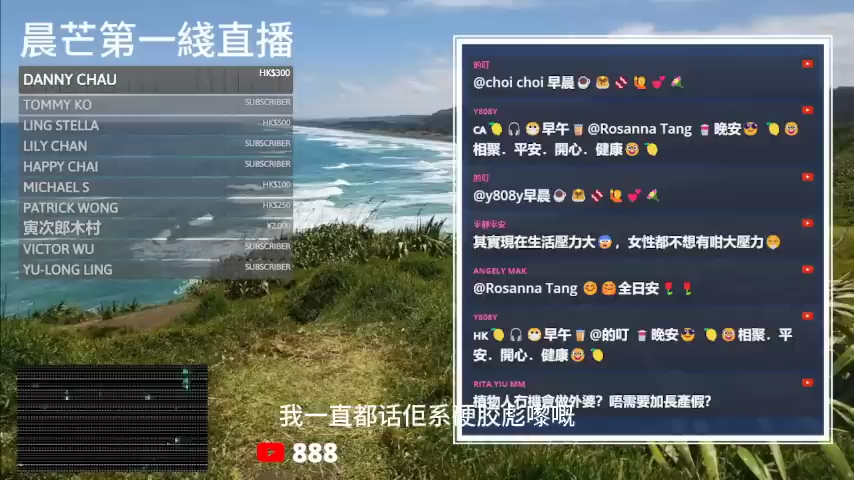 晨芒第一綫直播
DANNY CHAU HK$300
TOMMY KO SUBSCRIBER
LING STELLA HK$500
LILY CHAN SUBSCRIBER
HAPPY CHAI SUBSCRIBER
MICHAEL S HK$100
PATRICK WONG HK$250
寅次郎木村 ¥2,000
VICTOR WU SUBSCRIBER
YU-LONG LING SUBSCRIBER
的叮
@choi choi 早晨
Y808Y
CA 早午 @Rosanna Tang 晚安
相聚．平安．開心．健康
的叮
@y808y早晨
平靜平安
其實現在生活壓力大，女性都不想有咁大壓力
ANGELY MAK
@Rosanna Tang 全日安
Y808Y
HK 早午 @的叮 晚安 相聚．平
安．開心．健康
RITA YIU MM
植物人冇機會做外婆？唔需要加長產假？
我一直都话佢系硬胶彪嚟嘅
888